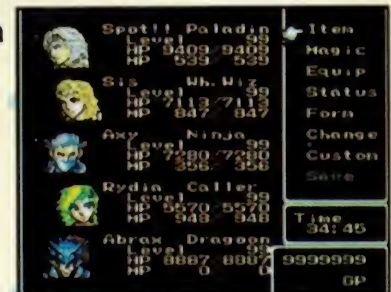 Spot!! Paladin
Level 99
HP 9409/9409
MP 539/539
Sis Wh.Wiz
Level 99
HP 7113/7113
MP 847/847
Axy Ninja
Level 99
HP 7280/7280
MP 356/356
Rydia Caller
Level 99
HP 5570/5570
MP 948/948
Abrax Dragoon
Level 99
HP 8887/8887
MP 0/ 0
Item
Magic
Equip
Status
Form
Change
Custom
Save
Time
34:45
9999999
GP